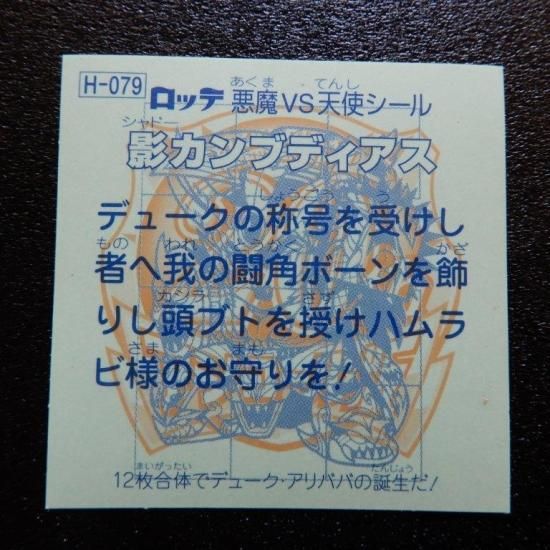 H-079
ロッテ 悪魔VS天使シール
あくま てんし
シャドー
影カンブディアス
しょうごう う
デュークの称号を受けし
もの われ とうかく かざ
者へ我の闘角ボーンを飾
カシラ さず
りし頭ブトを授けハムラ
さま まも
ビ様のお守りを!
まいがったい たんじょう
12枚合体でデューク・アリババの誕生だ!